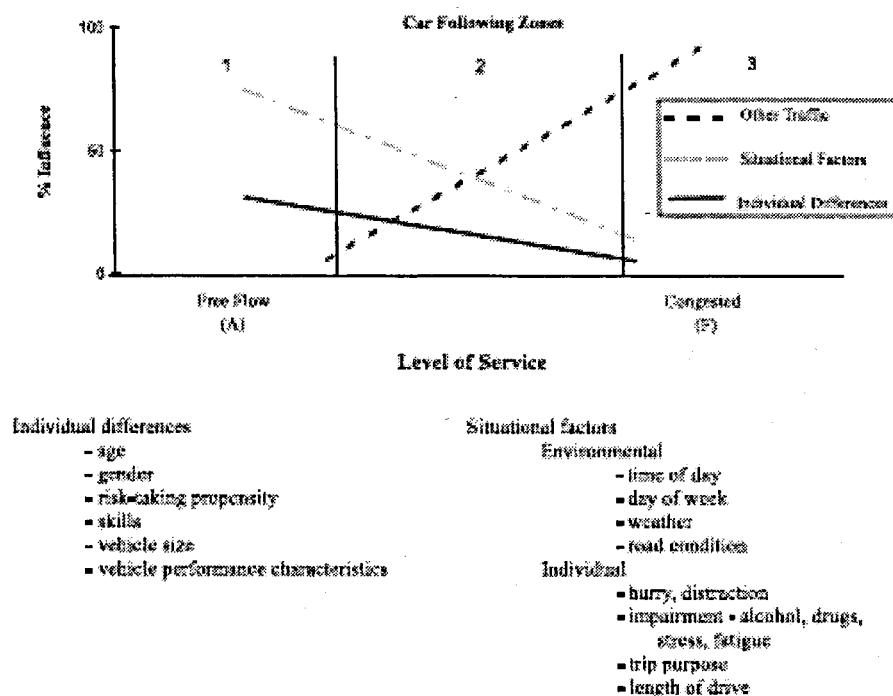 Car Following Zones
100
1
2
3
% Influence
50
0
Other Traffic
Situational Factors
Individual Differences
Free Flow
(A)
Congested
(F)
Level of Service
Individual differences
- age
- gender
- risk-taking propensity
- skills
- vehicle size
- vehicle performance characteristics
Situational factors
Environmental
- time of day
- day of week
- weather
- road condition
Individual
- hurry, distraction
- impairment - alcohol, drugs,
stress, fatigue
- trip purpose
- length of drive